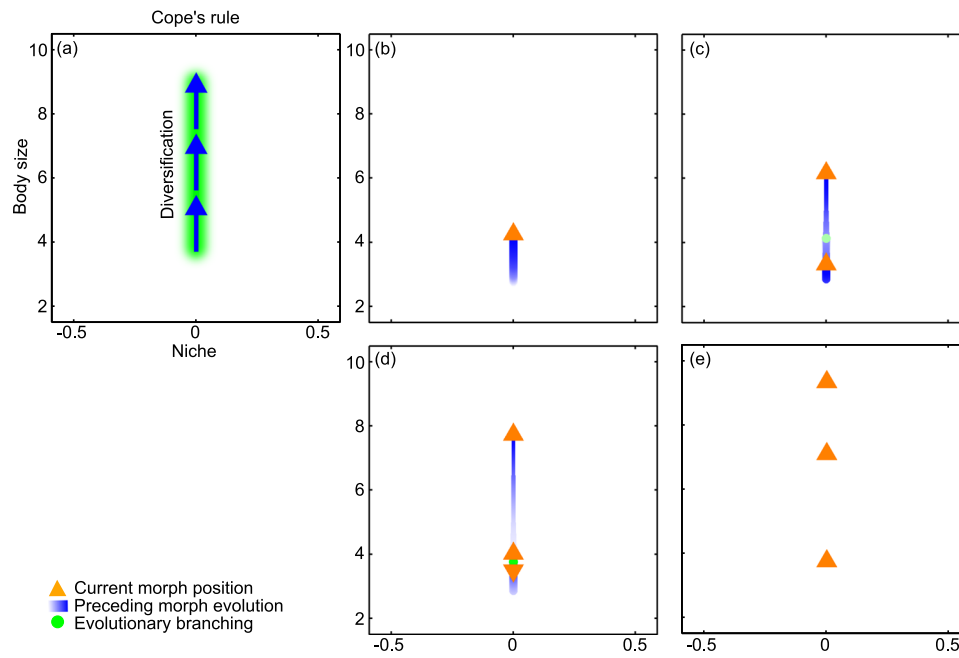 Cope's rule
(a)
(b)
(c)
10
8
6
4
2
Body size
Diversification
-0.5
0
0.5
Niche
10
8
6
4
2
10
8
6
4
2
(d)
(e)
10
8
6
4
2
-0.5
0
0.5
-0.5
0
0.5
Current morph position
Preceding morph evolution
Evolutionary branching